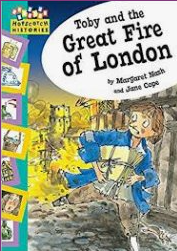 HOPSCOTCH
HISTORIES
Toby and the
Great Fire
of London
by Margaret Nash
and Jane Cope